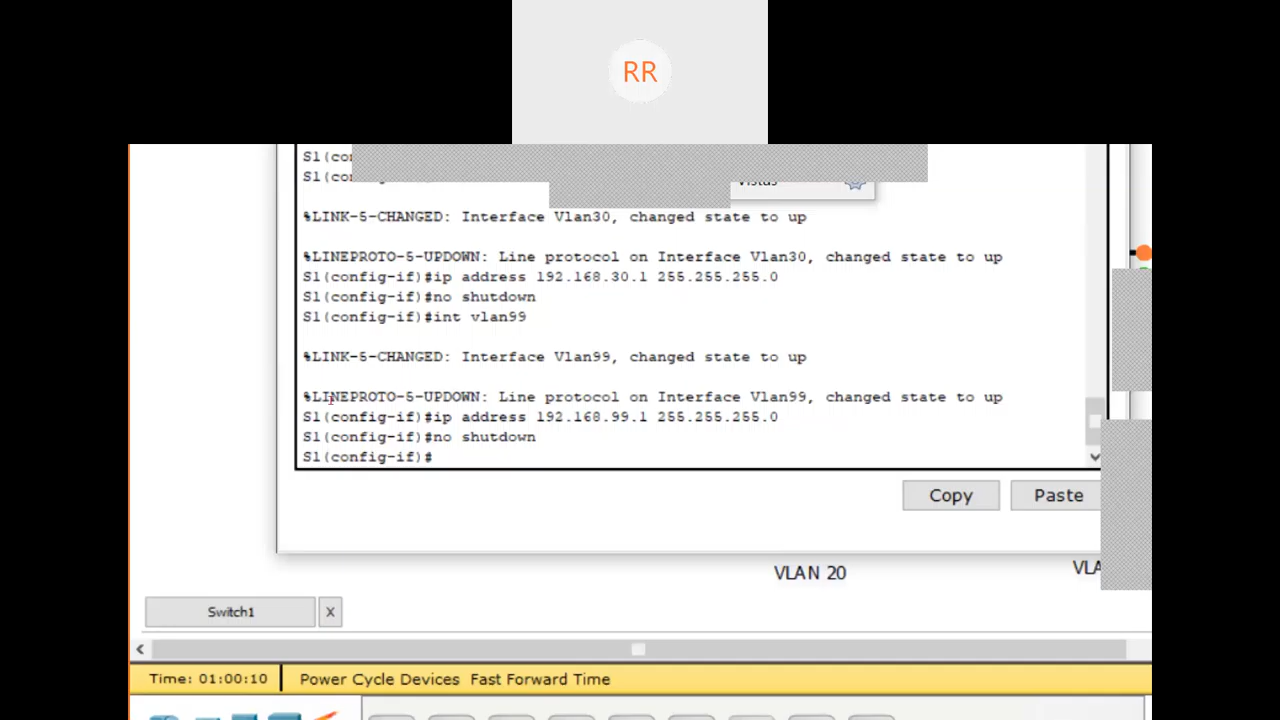 RR
S1(co
S1(co
%LINK-5-CHANGED: Interface Vlan30, changed state to up
%LINEPROTO-5-UPDOWN: Line protocol on Interface Vlan30, changed state to up
S1(config-if)#ip address 192.168.30.1 255.255.255.0
S1(config-if)#no shutdown
S1(config-if)#int vlan99
%LINK-5-CHANGED: Interface Vlan99, changed state to up
%LINEPROTO-5-UPDOWN: Line protocol on Interface Vlan99, changed state to up
S1(config-if)#ip address 192.168.99.1 255.255.255.0
S1(config-if)#no shutdown
S1(config-if)#
Copy Paste
VLAN 20 VLA
Switch1 X
Time: 01:00:10 Power Cycle Devices Fast Forward Time